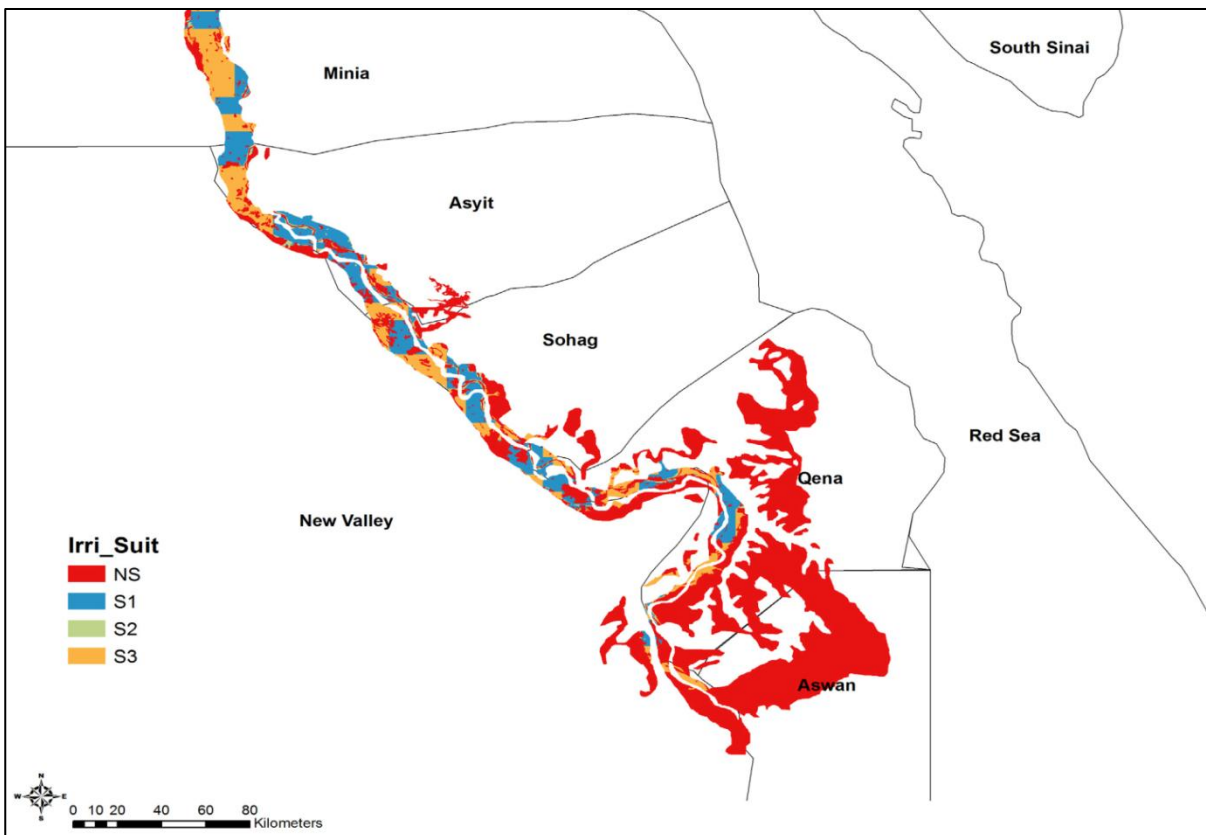 South Sinai
Minia
Asyit
Sohag
Red Sea
Qena
New Valley
Irri_Suit
NS
S1
S2
S3
Aswan
N
W E
S
0 10 20 40 60 80
Kilometers